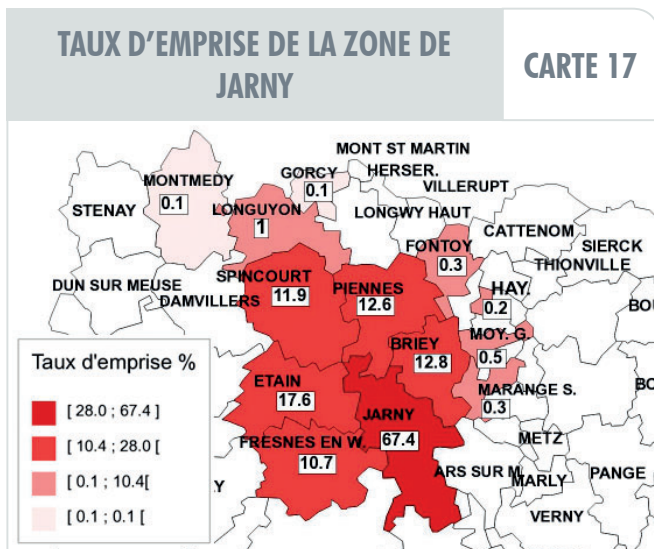 TAUX D'EMPRISE DE LA ZONE DE
JARNY
CARTE 17
MONT ST MARTIN
GORCY
HERSER.
MONTMEDY
0.1
0.1
VILLERUPT
STENAY
LONGUYON
LONGWY HAUT
1
CATTENOM
FONTOY
SIERCK
0.3
THIONVILLE
SPINCOURT
DUN SUR MEUSE
PIENNES
HAY.
DAMVILLERS
11.9
12.6
0.2
BOU
MOY. G.
BRIEY
0.5
12.8
Taux d'emprise %
ETAIN
MARANGE S.
BO
17.6
0.3
[ 28.0 ; 67.4 ]
JARNY
[ 10.4 ; 28.0 [
FRESNES EN W.
67.4
METZ
10.7
[ 0.1 ; 10.4[
Y
ARS SUR M.
MARLY
PANGE
[ 0.1 ; 0.1 [
VERNY